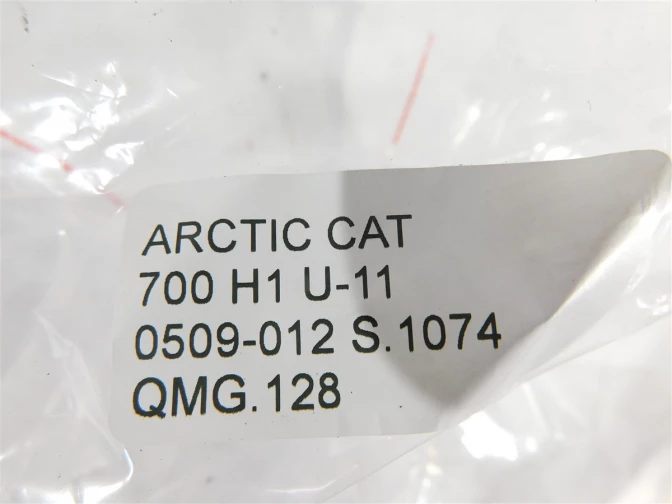 ARCTIC CAT
700 H1 U-11
0509-012 S.1074
QMG.128